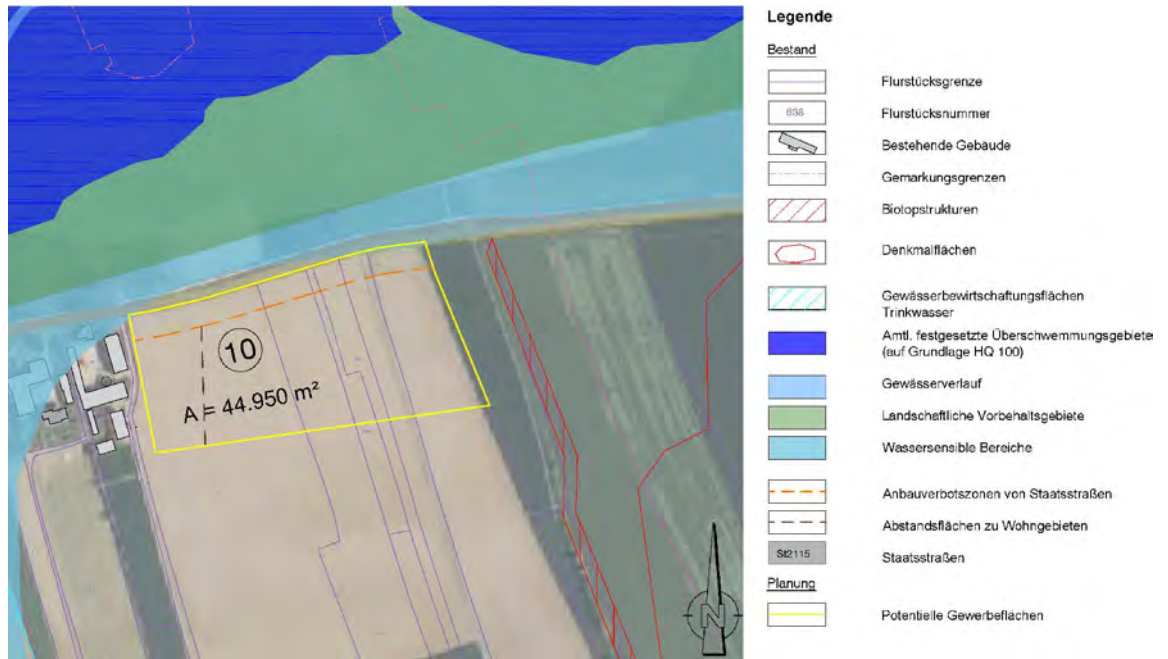 10
A = 44.950 m²
N
Legende
Bestand
Flurstücksgrenze
838 Flurstücksnummer
Bestehende Gebäude
Gemarkungsgrenzen
Biotopstrukturen
Denkmalflächen
Gewässerbewirtschaftungsflächen
Trinkwasser
Amtl. festgesetzte Überschwemmungsgebiete
(auf Grundlage HQ 100)
Gewässerverlauf
Landschaftliche Vorbehaltsgebiete
Wassersensible Bereiche
Anbauverbotszonen von Staatsstraßen
Abstandsflächen zu Wohngebieten
St2115 Staatsstraßen
Planung
Potentielle Gewerbeflächen